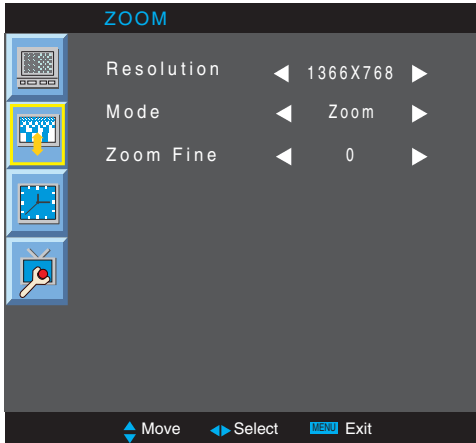 ZOOM
Resolution 1366X768
Mode Zoom
Zoom Fine 0
Move Select MENU Exit